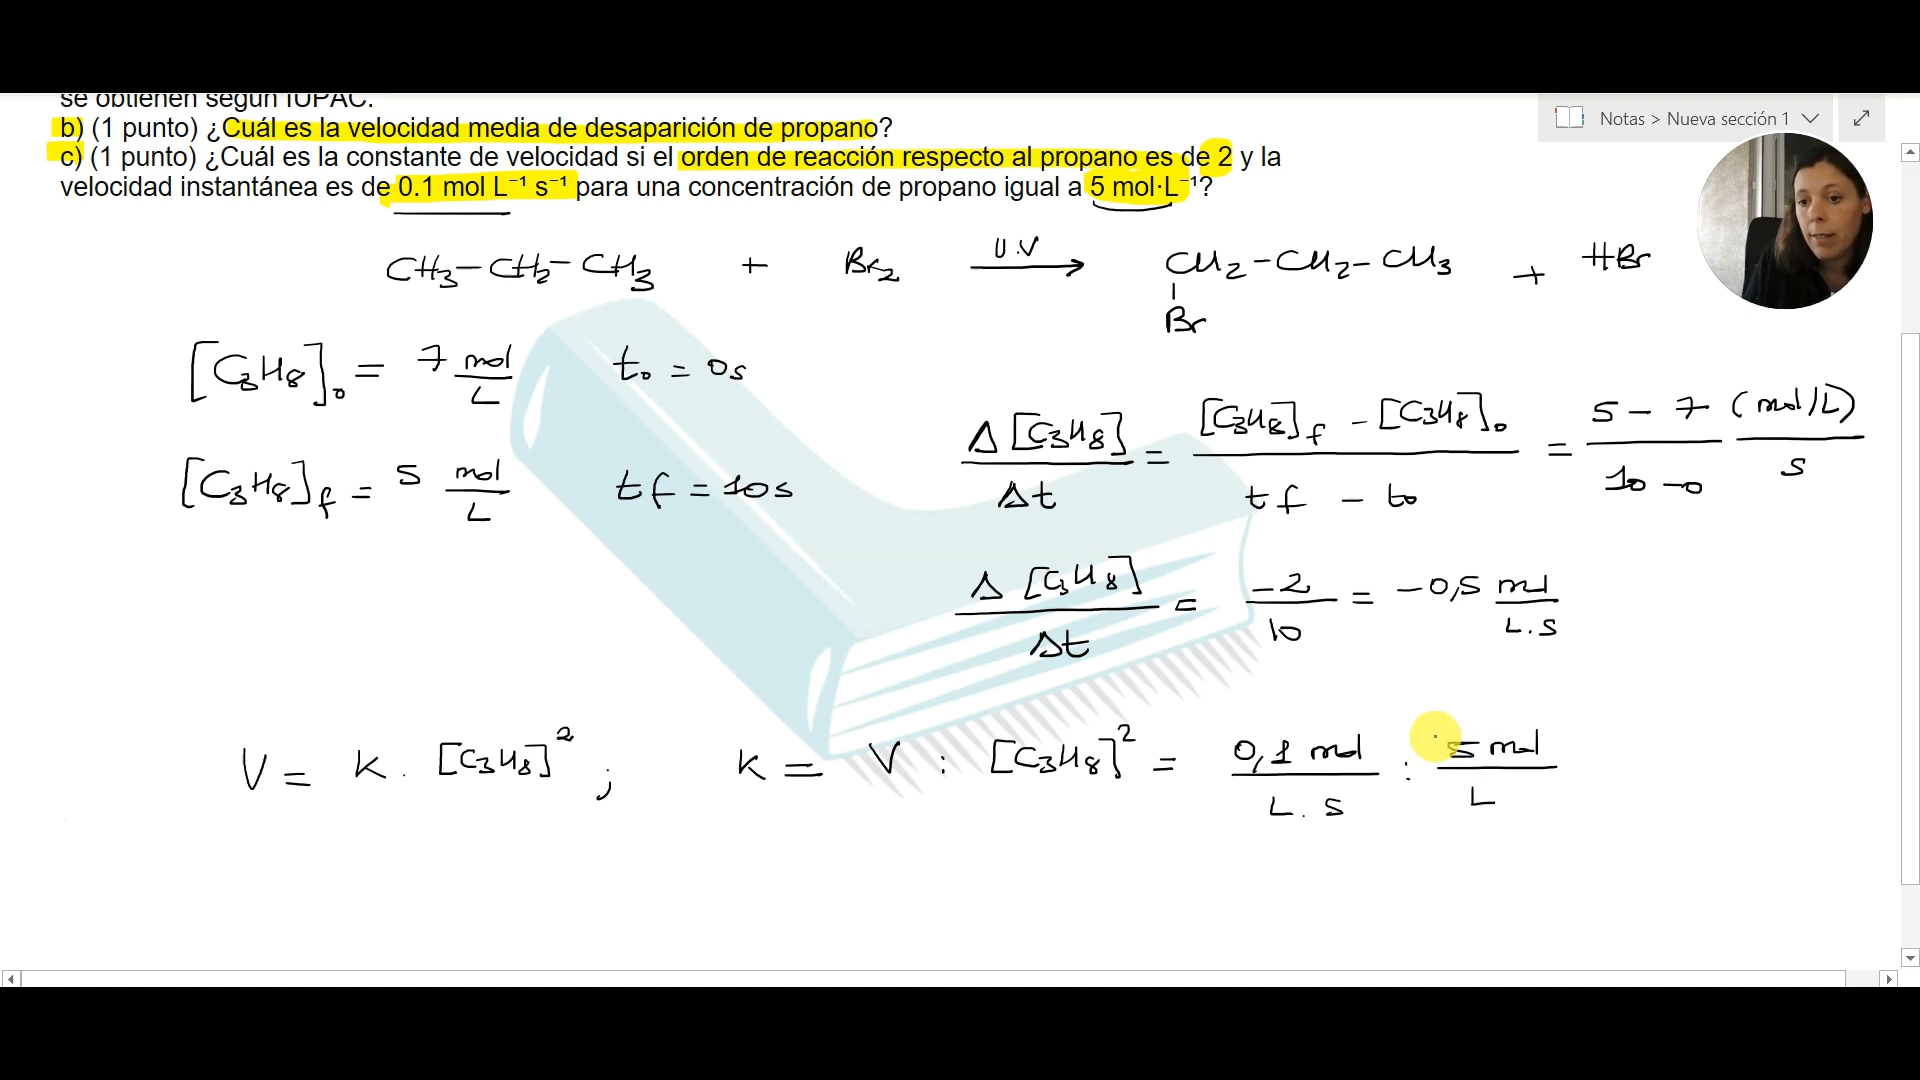 se obtienen según IUPAC.
b) (1 punto) ¿Cuál es la velocidad media de desaparición de propano?
c) (1 punto) ¿Cuál es la constante de velocidad si el orden de reacción respecto al propano es de 2 y la
velocidad instantánea es de 0.1 mol L⁻¹ s⁻¹ para una concentración de propano igual a 5 mol·L⁻¹?
Notas > Nueva sección 1
CH₃-CH₂-CH₃ + Br₂ U.V → CH₂-CH₂-CH₃ + HBr
Br
[C₃H₈]₀ = 7 mol/L t₀ = 0s
[C₃H₈]f = 5 mol/L tf = 10s
Δ[C₃H₈]/Δt = ([C₃H₈]f - [C₃H₈]₀)/(tf - t₀) = (5 - 7)/(10 - 0) (mol/L)/s
Δ[C₃H₈]/Δt = -2/10 = -0,5 mol/L.s
V = K . [C₃H₈]² ; K = V : [C₃H₈]² = 0,1 mol/L.s : 5 mol/L